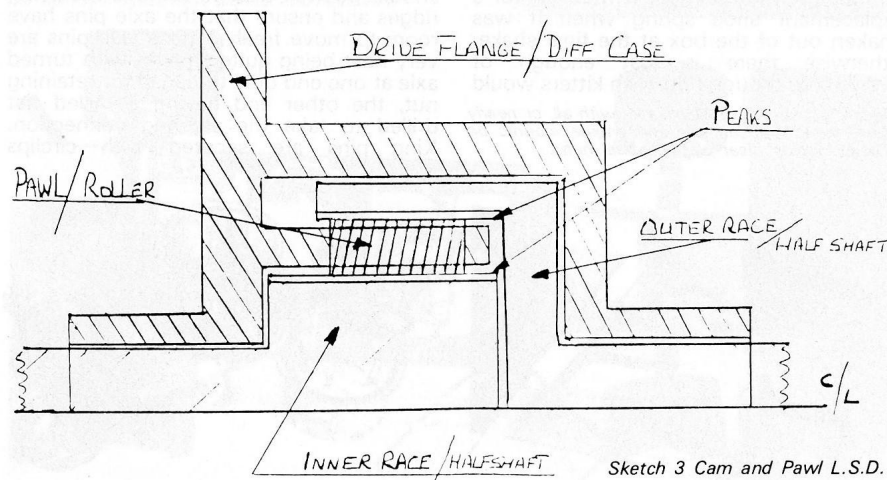 DRIVE FLANGE / DIFF CASE
PEAKS
PAWL / ROLLER
OUTER RACE / HALF SHAFT
C/L
INNER RACE / HALFSHAFT
Sketch 3 Cam and Pawl L.S.D.